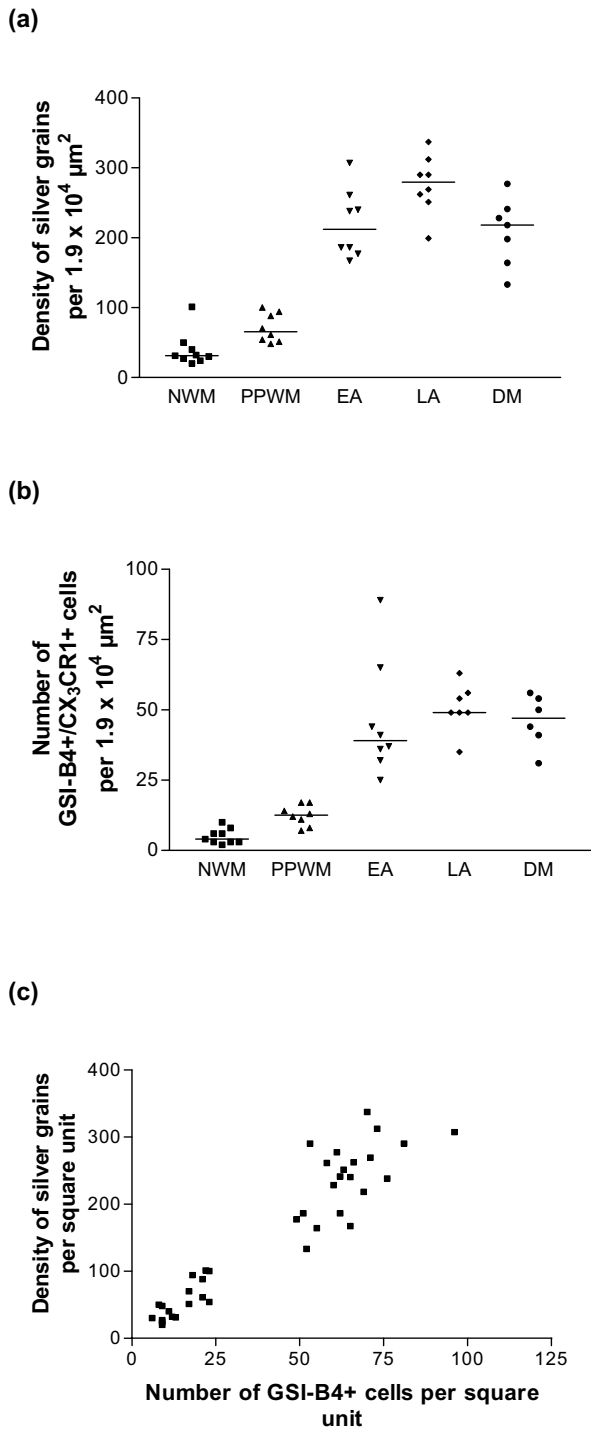 (a)
Density of silver grains
per 1.9 x 10⁴ µm²
400
300
200
100
0
NWM PPWM EA LA DM
(b)
Number of
GSI-B4+/CX₃CR1+ cells
per 1.9 x 10⁴ µm²
100
75
50
25
0
NWM PPWM EA LA DM
(c)
Density of silver grains
per square unit
400
300
200
100
0
0 25 50 75 100 125
Number of GSI-B4+ cells per square
unit